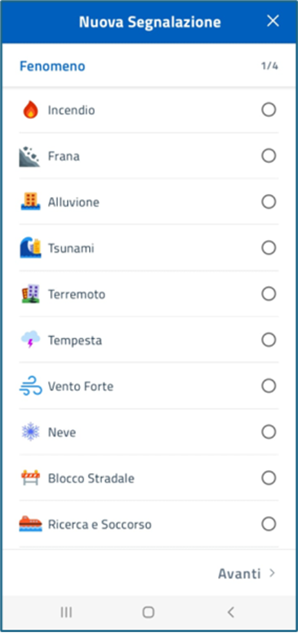 Nuova Segnalazione
Fenomeno 1/4
Incendio
Frana
Alluvione
Tsunami
Terremoto
Tempesta
Vento Forte
Neve
Blocco Stradale
Ricerca e Soccorso
Avanti